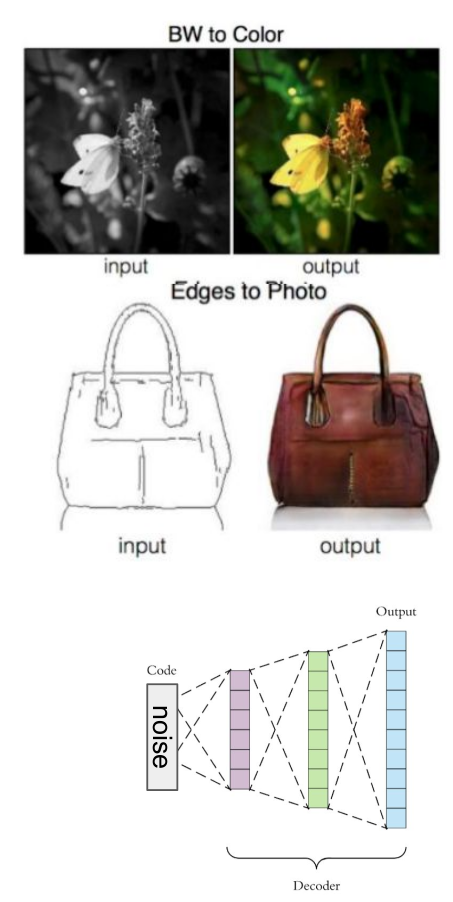 BW to Color
input output
Edges to Photo
input output
Output
Code
noise
Decoder